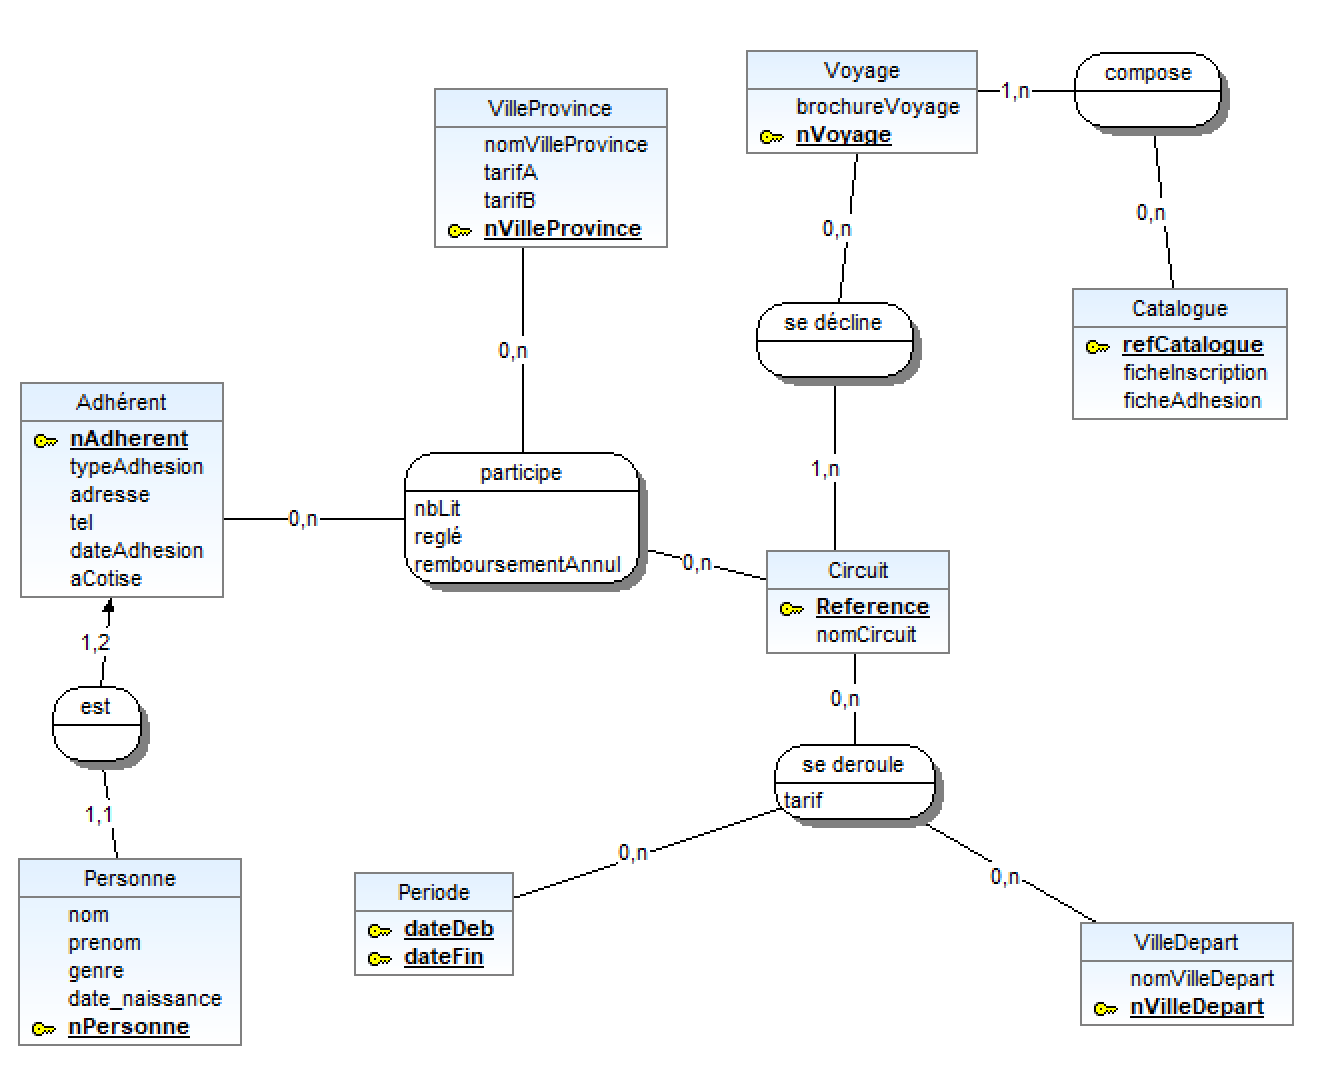 Voyage
brochureVoyage
nVoyage
1,n
compose
VilleProvince
nomVilleProvince
tarifA
tarifB
nVilleProvince
0,n
0,n
se décline
Catalogue
refCatalogue
ficheInscription
ficheAdhesion
0,n
Adhérent
nAdherent
typeAdhesion
adresse
tel
dateAdhesion
aCotise
0,n
participe
nbLit
reglé
remboursementAnnul
1,n
0,n
Circuit
Reference
nomCircuit
1,2
est
1,1
0,n
se deroule
tarif
0,n
0,n
Personne
nom
prenom
genre
date_naissance
nPersonne
Periode
dateDeb
dateFin
VilleDepart
nomVilleDepart
nVilleDepart